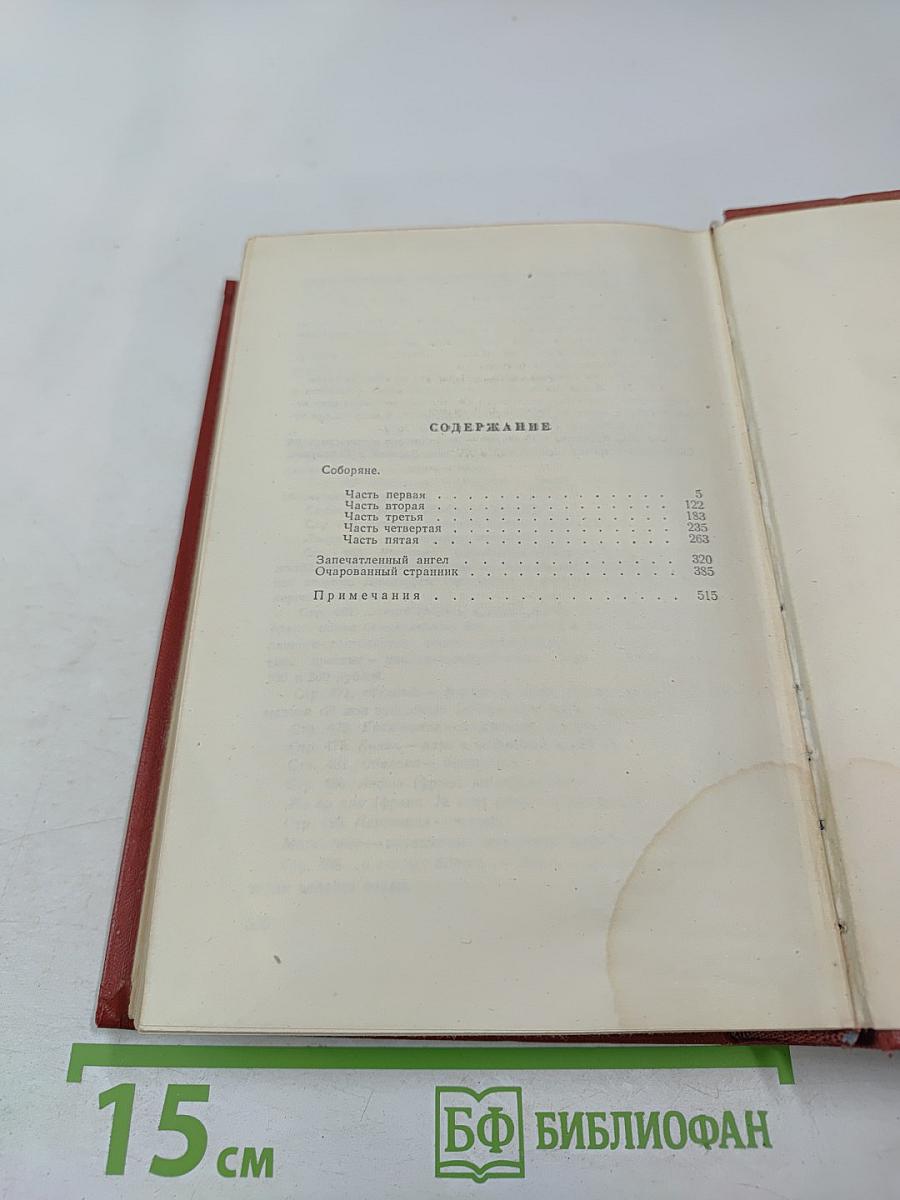 СОДЕРЖАНИЕ
Соборяне.
Часть первая . . . . . . . . . . . . . . . 5
Часть вторая . . . . . . . . . . . . . . . 122
Часть третья . . . . . . . . . . . . . . . 183
Часть четвертая . . . . . . . . . . . . . . 235
Часть пятая . . . . . . . . . . . . . . . 263
Запечатленный ангел . . . . . . . . . . . . . 320
Очарованный странник . . . . . . . . . . . . . 385
Примечания . . . . . . . . . . . . . . . 515
15 см
БФ БИБЛИОФАН